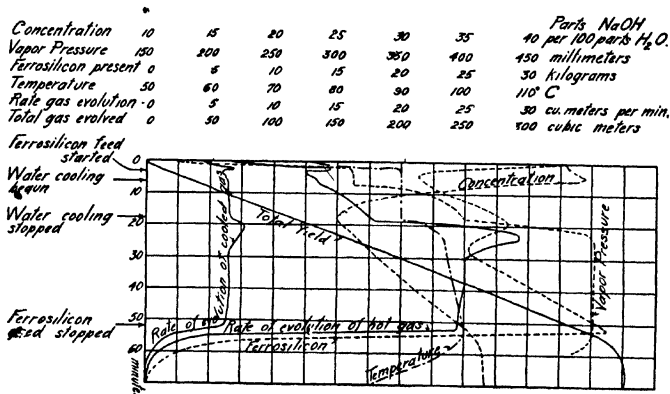 Parts NaOH
Concentration 10 15 20 25 30 35 40 per 100 parts H2O.
Vapor Pressure 150 200 250 300 350 400 450 millimeters
Ferrosilicon present 0 5 10 15 20 25 30 kilograms
Temperature 50 60 70 80 90 100 110° C
Rate gas evolution 0 5 10 15 20 25 30 cu. meters per min.
Total gas evolved 0 50 100 150 200 250 300 cubic meters
Ferrosilicon feed started
Water cooling begun
Water cooling stopped
Ferrosilicon feed stopped
0
10
20
30
40
50
60
minutes
Concentration
Total Yield
Rate of evolution of cooled gas
Vapor Pressure
Rate of evolution of hot gas
Ferrosilicon
Temperature